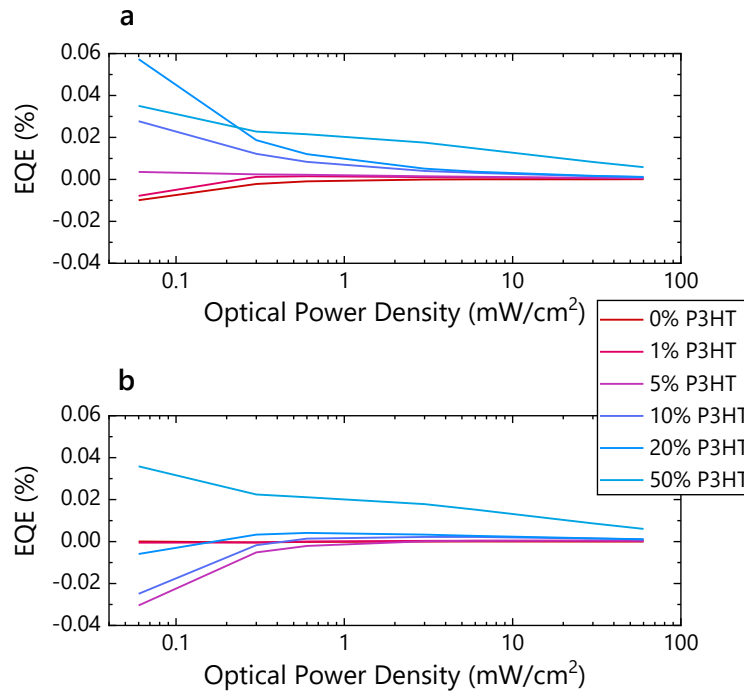 a
0.06
0.04
0.02
0.00
-0.02
-0.04
EQE (%)
0.1 1 10 100
Optical Power Density (mW/cm²)
0% P3HT
1% P3HT
5% P3HT
10% P3HT
20% P3HT
50% P3HT
b
0.06
0.04
0.02
0.00
-0.02
-0.04
EQE (%)
0.1 1 10 100
Optical Power Density (mW/cm²)